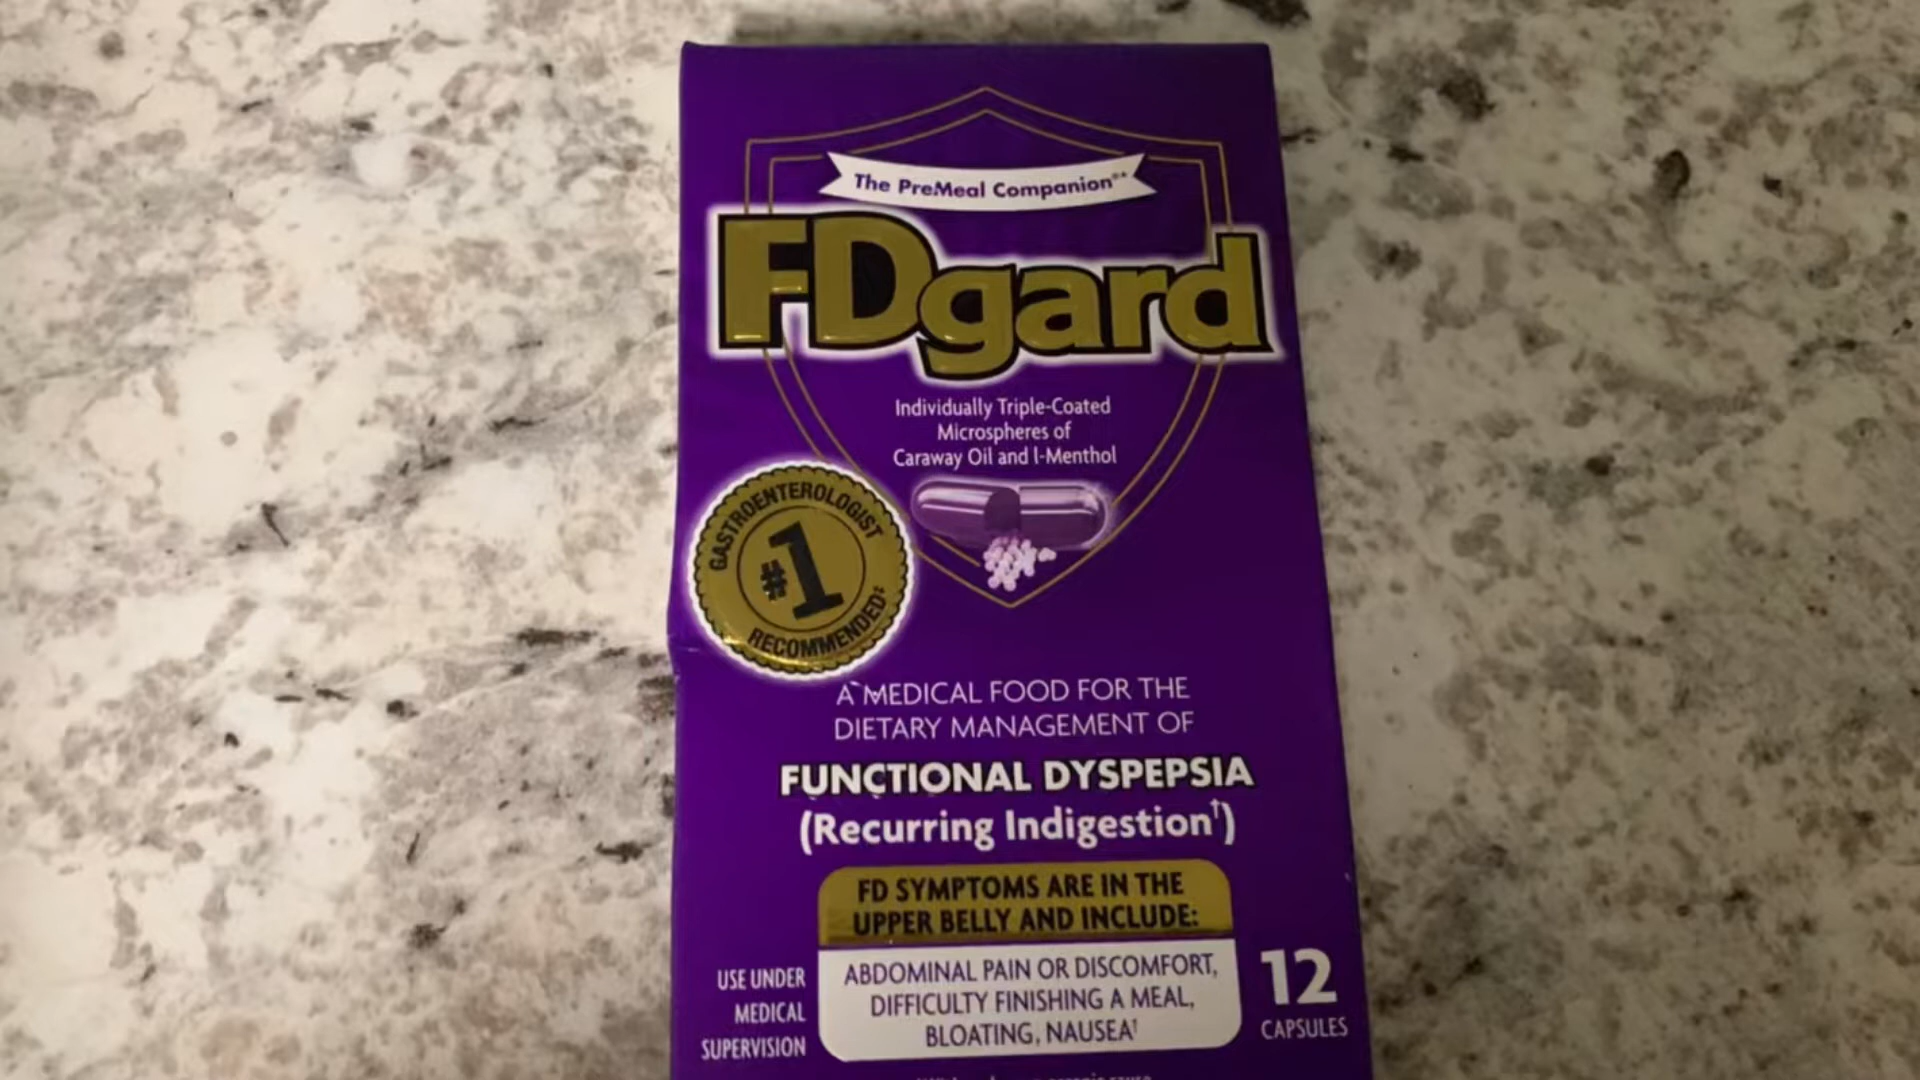 The PreMeal Companion®*
FDgard
Individually Triple-Coated
Microspheres of
Caraway Oil and l-Menthol
GASTROENTEROLOGIST
#1
RECOMMENDED‡
A MEDICAL FOOD FOR THE
DIETARY MANAGEMENT OF
FUNCTIONAL DYSPEPSIA
(Recurring Indigestion†)
FD SYMPTOMS ARE IN THE
UPPER BELLY AND INCLUDE:
ABDOMINAL PAIN OR DISCOMFORT,
DIFFICULTY FINISHING A MEAL,
BLOATING, NAUSEA†
USE UNDER
MEDICAL
SUPERVISION
12
CAPSULES